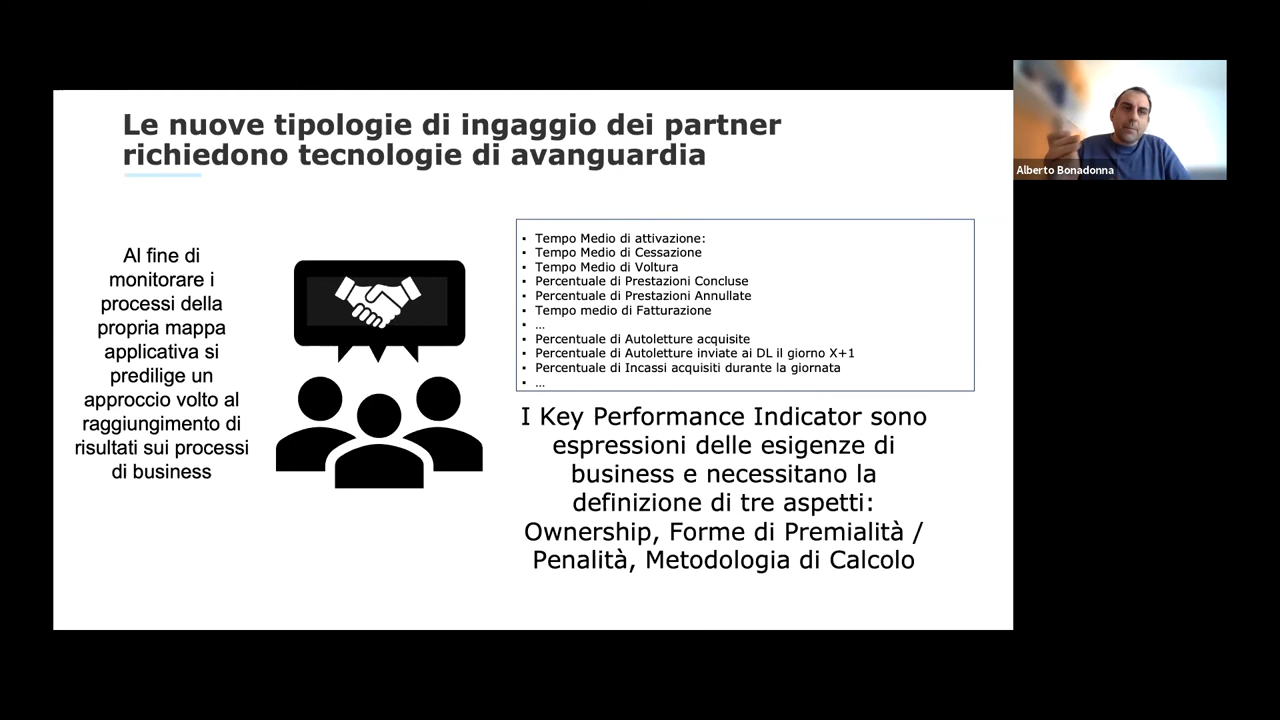 Le nuove tipologie di ingaggio dei partner
richiedono tecnologie di avanguardia
Al fine di
monitorare i
processi della
propria mappa
applicativa si
predilige un
approccio volto al
raggiungimento di
risultati sui processi
di business
▪ Tempo Medio di attivazione:
▪ Tempo Medio di Cessazione
▪ Tempo Medio di Voltura
▪ Percentuale di Prestazioni Concluse
▪ Percentuale di Prestazioni Annullate
▪ Tempo medio di Fatturazione
▪ ...
▪ Percentuale di Autoletture acquisite
▪ Percentuale di Autoletture inviate ai DL il giorno X+1
▪ Percentuale di Incassi acquisiti durante la giornata
▪ ...
I Key Performance Indicator sono
espressioni delle esigenze di
business e necessitano la
definizione di tre aspetti:
Ownership, Forme di Premialità /
Penalità, Metodologia di Calcolo
Alberto Bonadonna